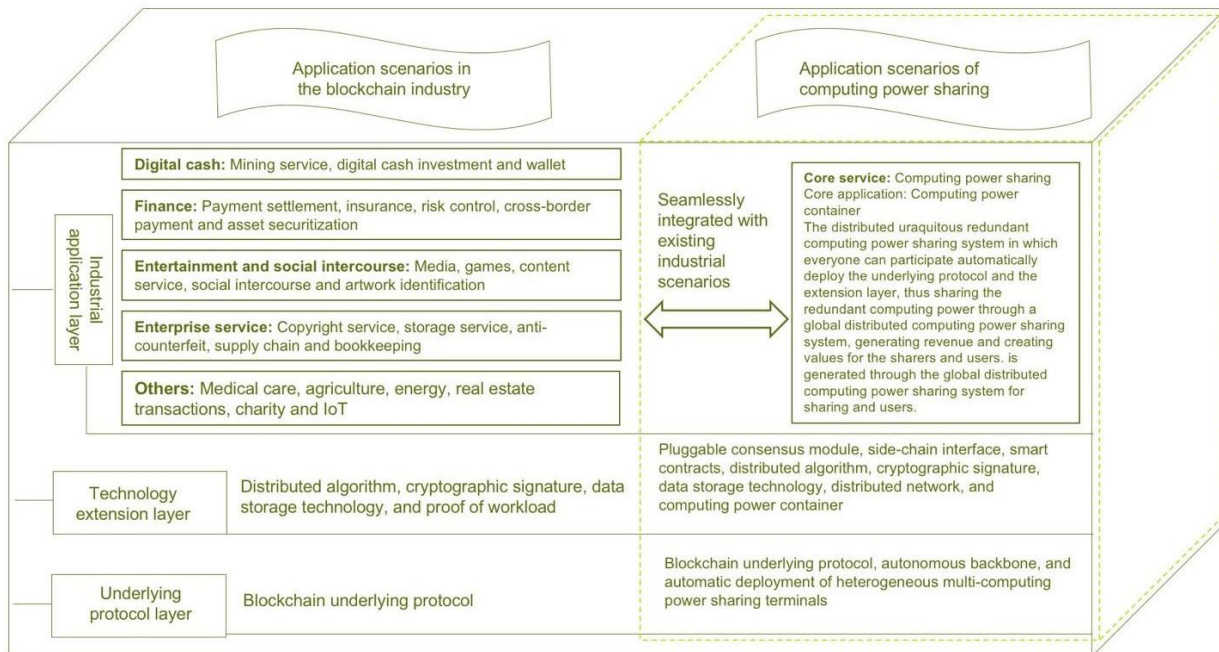 Application scenarios in
the blockchain industry
Application scenarios of
computing power sharing
Industrial
application layer
Digital cash: Mining service, digital cash investment and wallet
Finance: Payment settlement, insurance, risk control, cross-border
payment and asset securitization
Entertainment and social intercourse: Media, games, content
service, social intercourse and artwork identification
Enterprise service: Copyright service, storage service, anti-
counterfeit, supply chain and bookkeeping
Others: Medical care, agriculture, energy, real estate
transactions, charity and IoT
Seamlessly
integrated with
existing
industrial
scenarios
Core service: Computing power sharing
Core application: Computing power
container
The distributed uraquitous redundant
computing power sharing system in which
everyone can participate automatically
deploy the underlying protocol and the
extension layer, thus sharing the
redundant computing power through a
global distributed computing power sharing
system, generating revenue and creating
values for the sharers and users. is
generated through the global distributed
computing power sharing system for
sharing and users.
Technology
extension layer
Distributed algorithm, cryptographic signature, data
storage technology, and proof of workload
Pluggable consensus module, side-chain interface, smart
contracts, distributed algorithm, cryptographic signature,
data storage technology, distributed network, and
computing power container
Underlying
protocol layer
Blockchain underlying protocol
Blockchain underlying protocol, autonomous backbone, and
automatic deployment of heterogeneous multi-computing
power sharing terminals